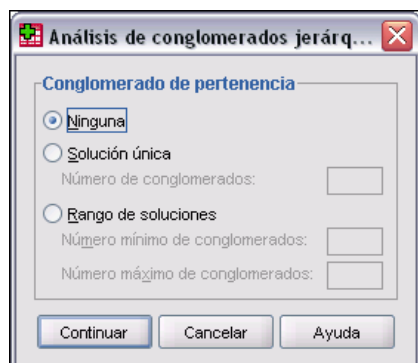 Análisis de conglomerados jerárq...
Conglomerado de pertenencia
Ninguna
Solución única
Número de conglomerados:
Rango de soluciones
Número mínimo de conglomerados:
Número máximo de conglomerados:
Continuar Cancelar Ayuda